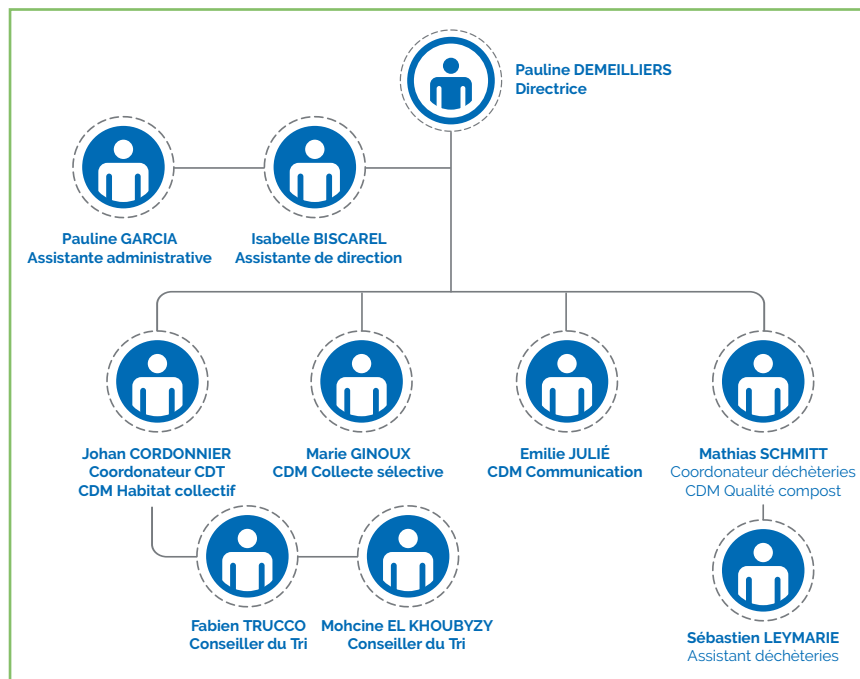 Pauline DEMEILLIERS
Directrice
Pauline GARCIA
Assistante administrative
Isabelle BISCAREL
Assistante de direction
Johan CORDONNIER
Coordonateur CDT
CDM Habitat collectif
Marie GINOUX
CDM Collecte sélective
Emilie JULIÉ
CDM Communication
Mathias SCHMITT
Coordonateur déchèteries
CDM Qualité compost
Fabien TRUCCO
Conseiller du Tri
Mohcine EL KHOUBYZY
Conseiller du Tri
Sébastien LEYMARIE
Assistant déchèteries